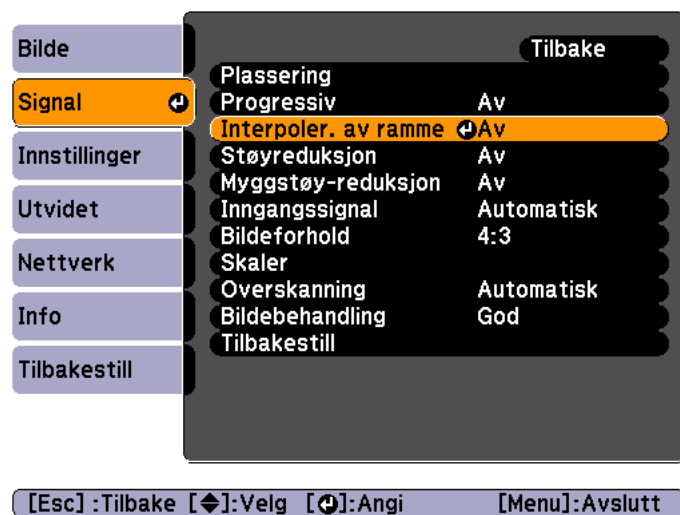 Bilde
Signal
Innstillinger
Utvidet
Nettverk
Info
Tilbakestill
Tilbake
Plassering
Progressiv Av
Interpoler. av ramme Av
Støyreduksjon Av
Myggstøy-reduksjon Av
Inngangssignal Automatisk
Bildeforhold 4:3
Skaler
Overskanning Automatisk
Bildebehandling God
Tilbakestill
[Esc] :Tilbake [◆]:Velg [⏎]:Angi [Menu]:Avslutt